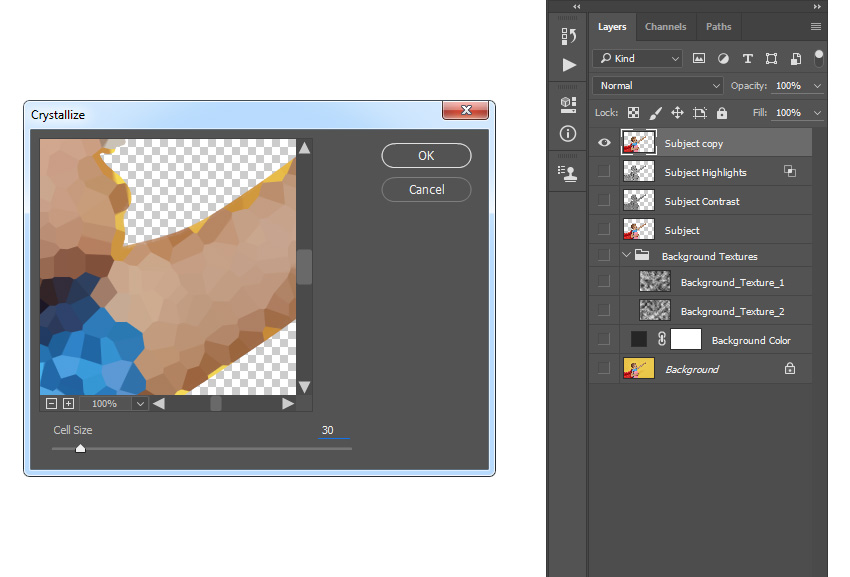 Crystallize
OK
Cancel
100%
Cell Size
30
Layers
Channels
Paths
Kind
Normal
Opacity:
100%
Lock:
Fill:
100%
Subject copy
Subject Highlights
Subject Contrast
Subject
Background Textures
Background_Texture_1
Background_Texture_2
Background Color
Background